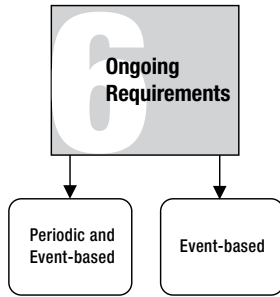 6
Ongoing
Requirements
Periodic and
Event-based
Event-based